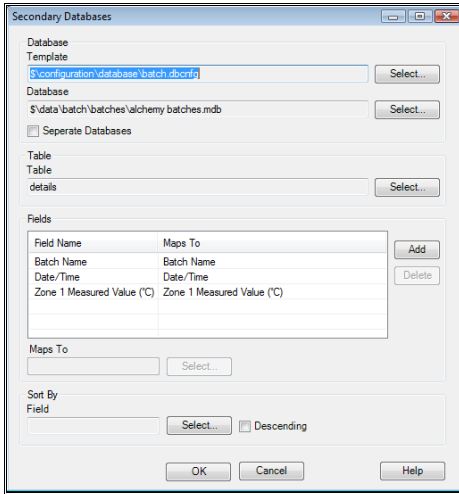 Secondary Databases
Database
Template
$\configuration\database\batch.dbcnfg
Select...
Database
$\data\batch\batches\alchemy batches.mdb
Select...
Seperate Databases
Table
Table
details
Select...
Fields
Field Name Maps To
Add
Batch Name Batch Name
Date/Time Date/Time
Delete
Zone 1 Measured Value (°C) Zone 1 Measured Value (°C)
Maps To
Select...
Sort By
Field
Select...
Descending
OK Cancel Help